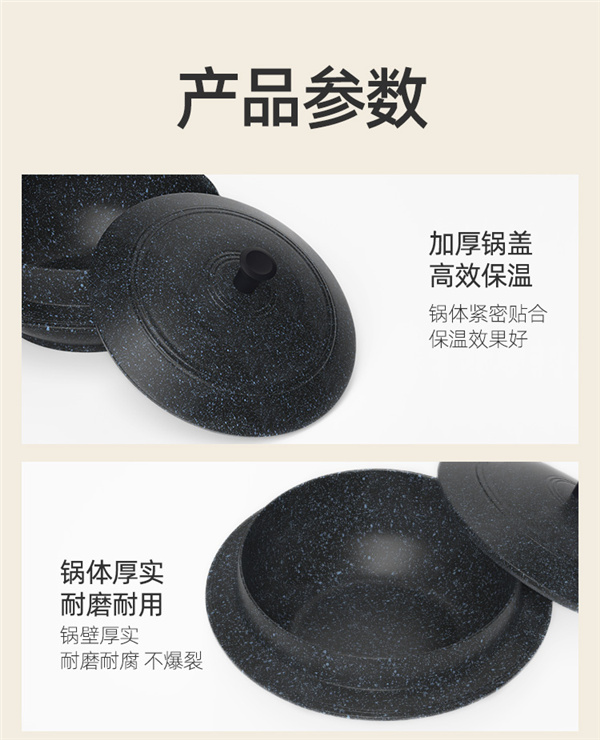 产品参数
加厚锅盖
高效保温
锅体紧密贴合
保温效果好
锅体厚实
耐磨耐用
锅壁厚实
耐磨耐腐 不爆裂